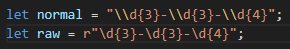 let normal = "\\d{3}-\\d{3}-\\d{4}";
let raw = r"\d{3}-\d{3}-\d{4}";